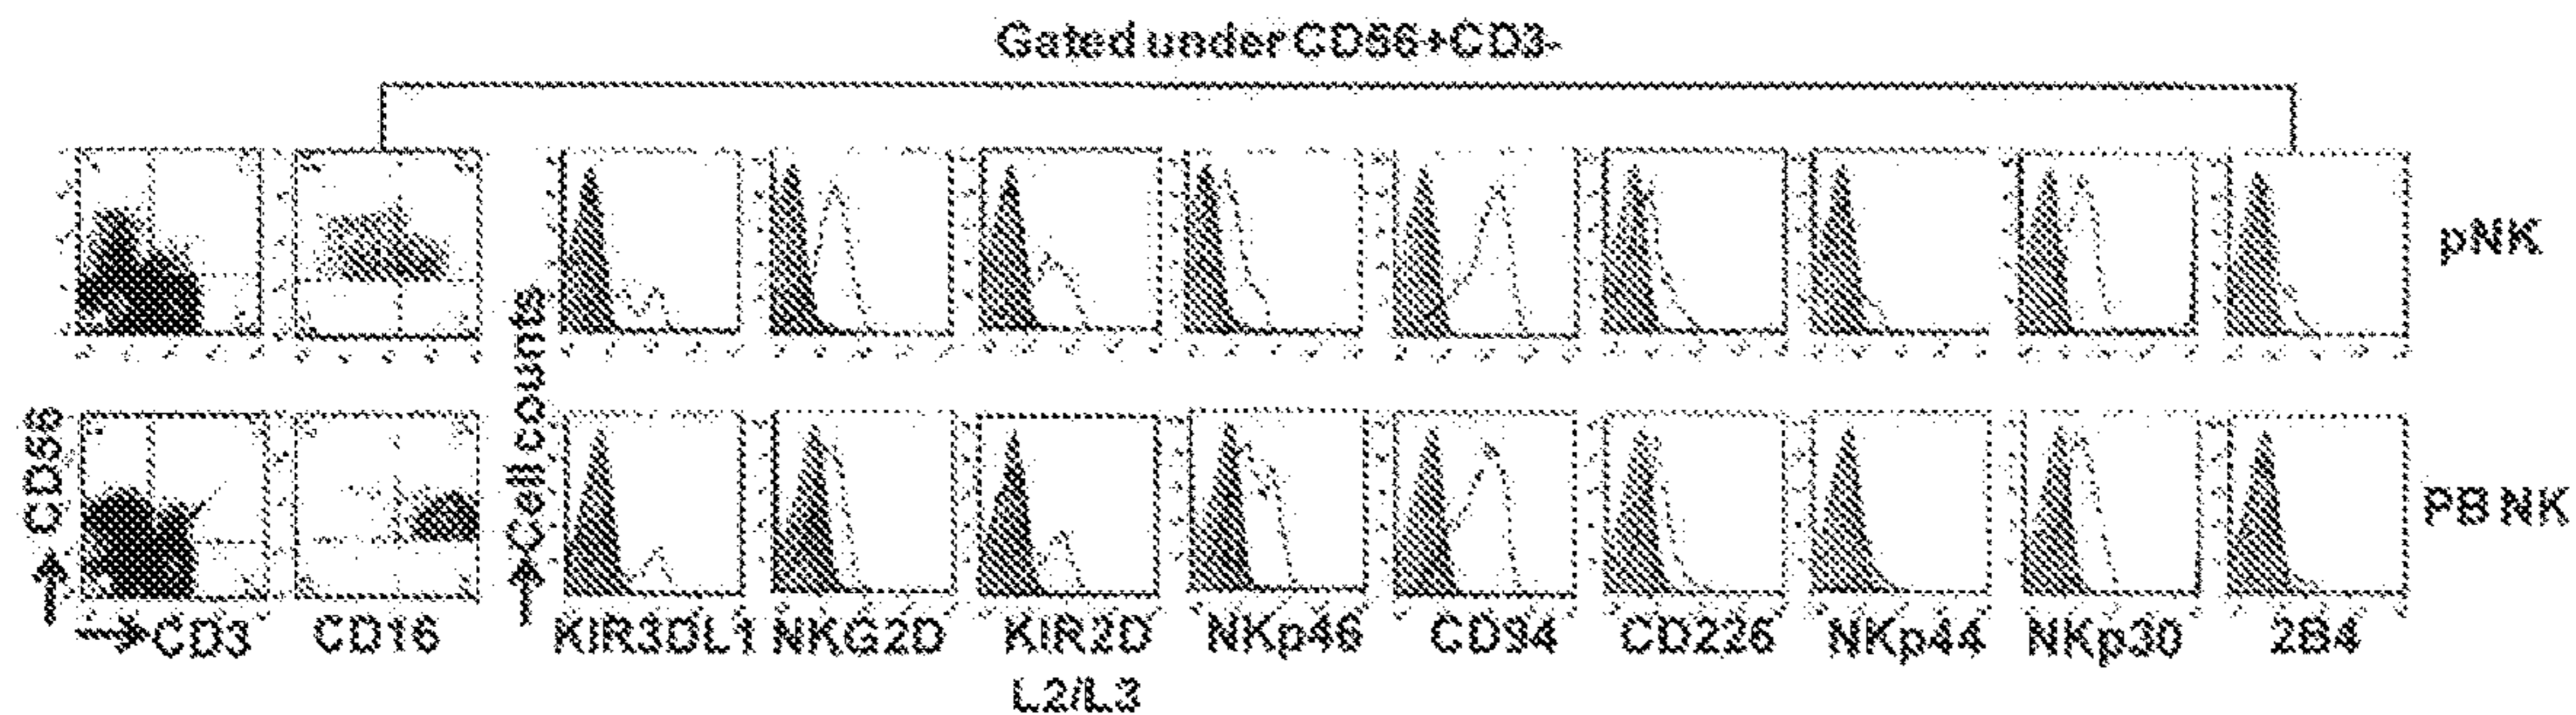 Gated under CD56+CD3-
pNK
CD56
Cell counts
PB NK
CD3
CD16
KIR3DL1
NKG2D
KIR2D
L2/L3
NKp46
CD94
CD226
NKp44
NKp30
2B4